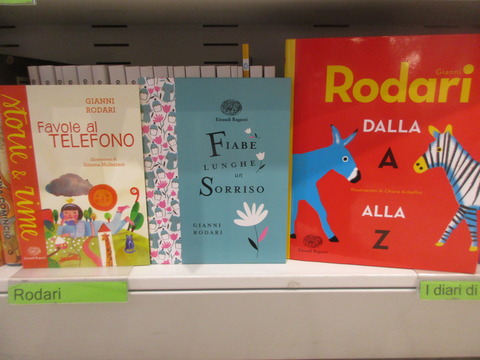 storie & rime
GIANNI
RODARI
Favole al
TELEFONO
Einaudi Ragazzi
FIABE
LUNGHE
un
SORRISO
GIANNI
RODARI
Gianni
Rodari
DALLA
A
ALLA
Z
Rodari
I diari di